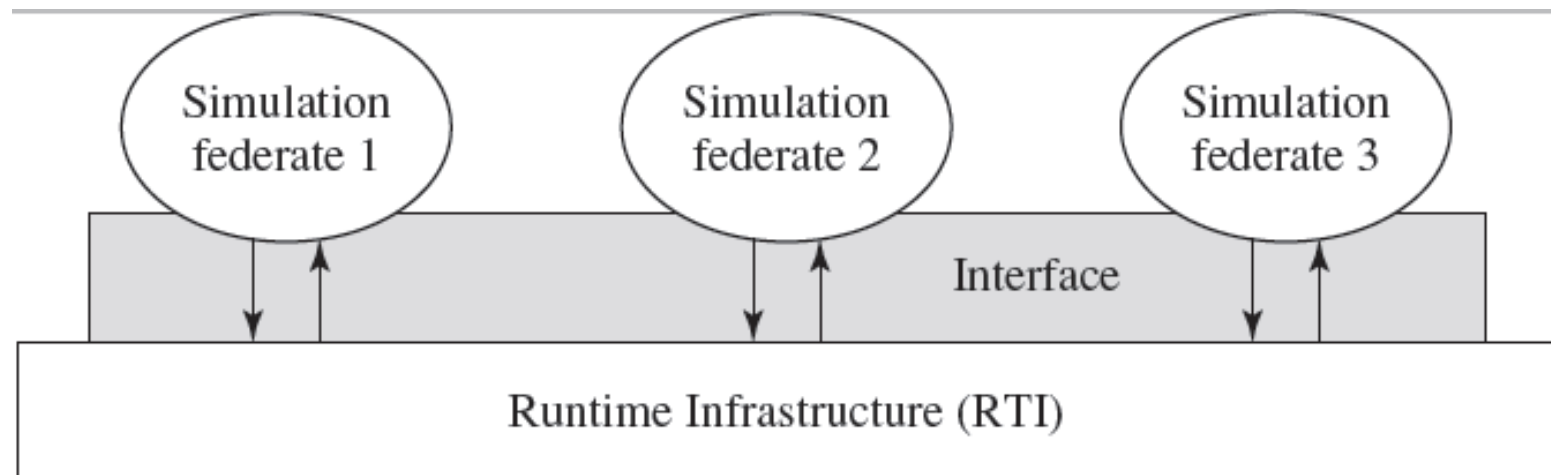 Simulation
federate 1
Simulation
federate 2
Simulation
federate 3
Interface
Runtime Infrastructure (RTI)